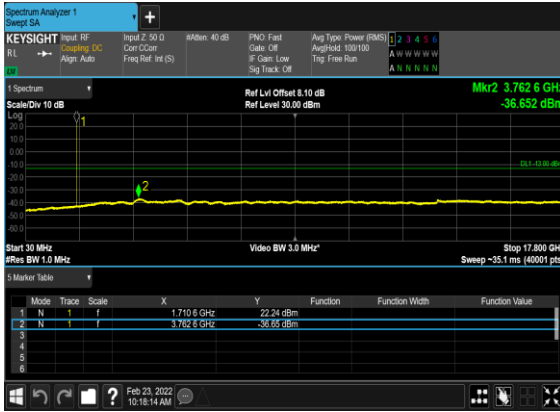 Spectrum Analyzer 1
Swept SA
+
KEYSIGHT
RL
Input: RF
Coupling: DC
Align: Auto
Input Z: 50 Ω
Corr CCorr
Freq Ref: Int (S)
#Atten: 40 dB
PNO: Fast
Gate: Off
IF Gain: Low
Sig Track: Off
Avg Type: Power (RMS)
Avg|Hold: 100/100
Trig: Free Run
1 2 3 4 5 6
A W W W W W
A N N N N N
1 Spectrum
Scale/Div 10 dB
Ref Lvl Offset 8.10 dB
Ref Level 30.00 dBm
Mkr2 3.762 6 GHz
-36.652 dBm
Log
20.0
10.0
0.00
-10.0
-20.0
-30.0
-40.0
-50.0
-60.0
1
2
DL1 -13.00 dBm
Start 30 MHz
#Res BW 1.0 MHz
Video BW 3.0 MHz*
Stop 17.800 GH
Sweep ~35.1 ms (40001 pts
5 Marker Table
Mode Trace Scale X Y Function Function Width Function Value
1 N 1 f 1.710 6 GHz 22.24 dBm
2 N 1 f 3.762 6 GHz -36.65 dBm
3
4
5
6
?
Feb 23, 2022
10:18:14 AM